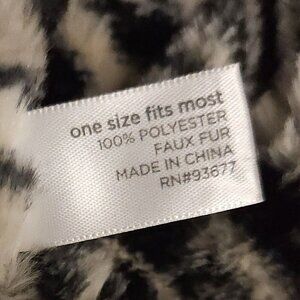 one size fits most
100% POLYESTER
FAUX FUR
MADE IN CHINA
RN#93677